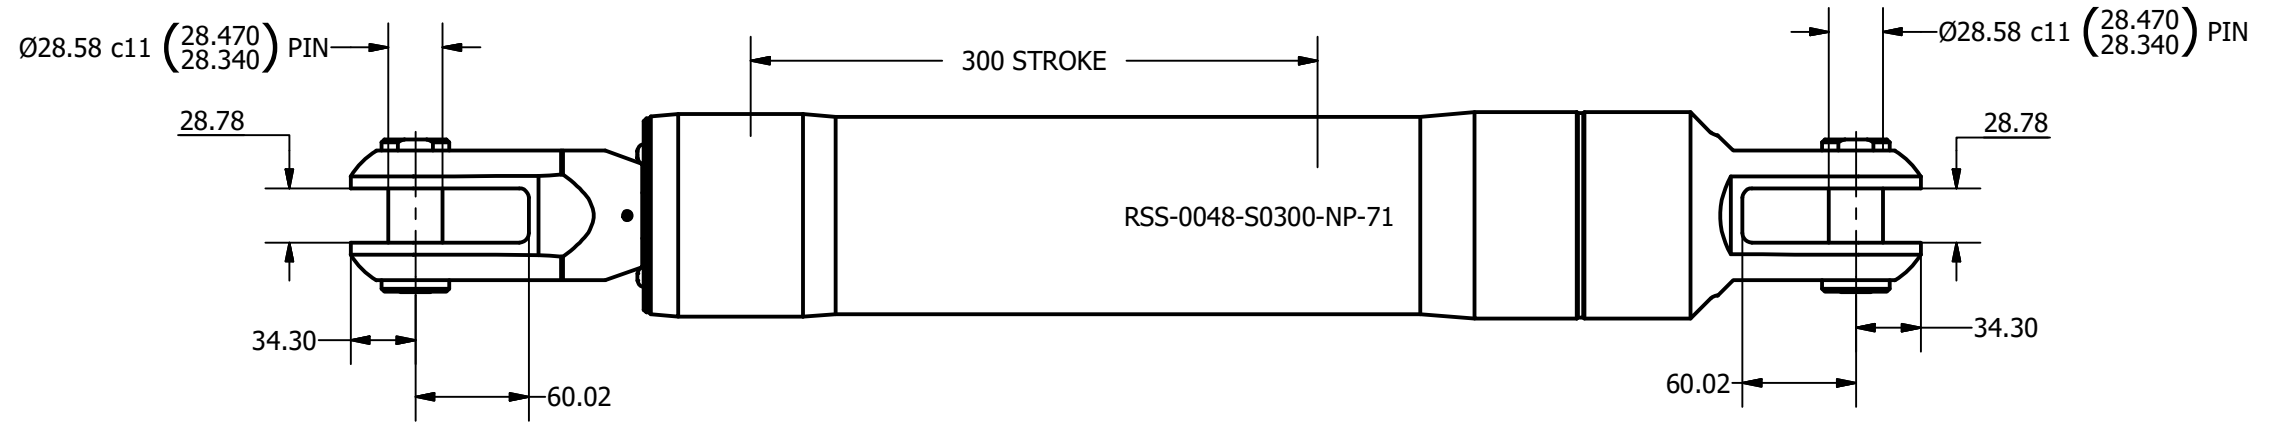 Ø28.58 c11 (28.470 28.340) PIN
300 STROKE
Ø28.58 c11 (28.470 28.340) PIN
28.78
28.78
RSS-0048-S0300-NP-71
34.30
34.30
60.02
60.02